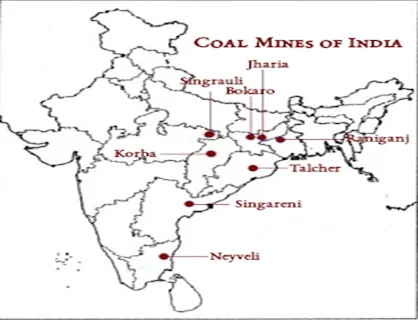 COAL MINES OF INDIA
Jharia
Singrauli
Bokaro
Raniganj
Korba
Talcher
Singareni
Neyveli